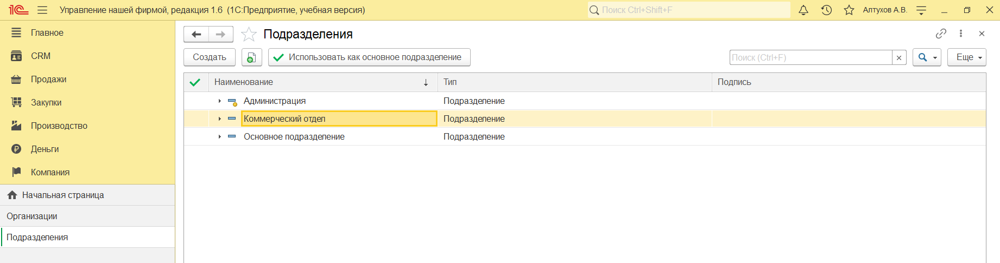 1С Управление нашей фирмой, редакция 1.6 (1С:Предприятие, учебная версия) Поиск Ctrl+Shift+F Алтухов А.В.
Главное
CRM
Продажи
Закупки
Производство
Деньги
Компания
Начальная страница
Организации
Подразделения
Подразделения
Создать Использовать как основное подразделение Поиск (Ctrl+F) × Еще
Наименование ↓ Тип Подпись
Администрация Подразделение
Коммерческий отдел Подразделение
Основное подразделение Подразделение